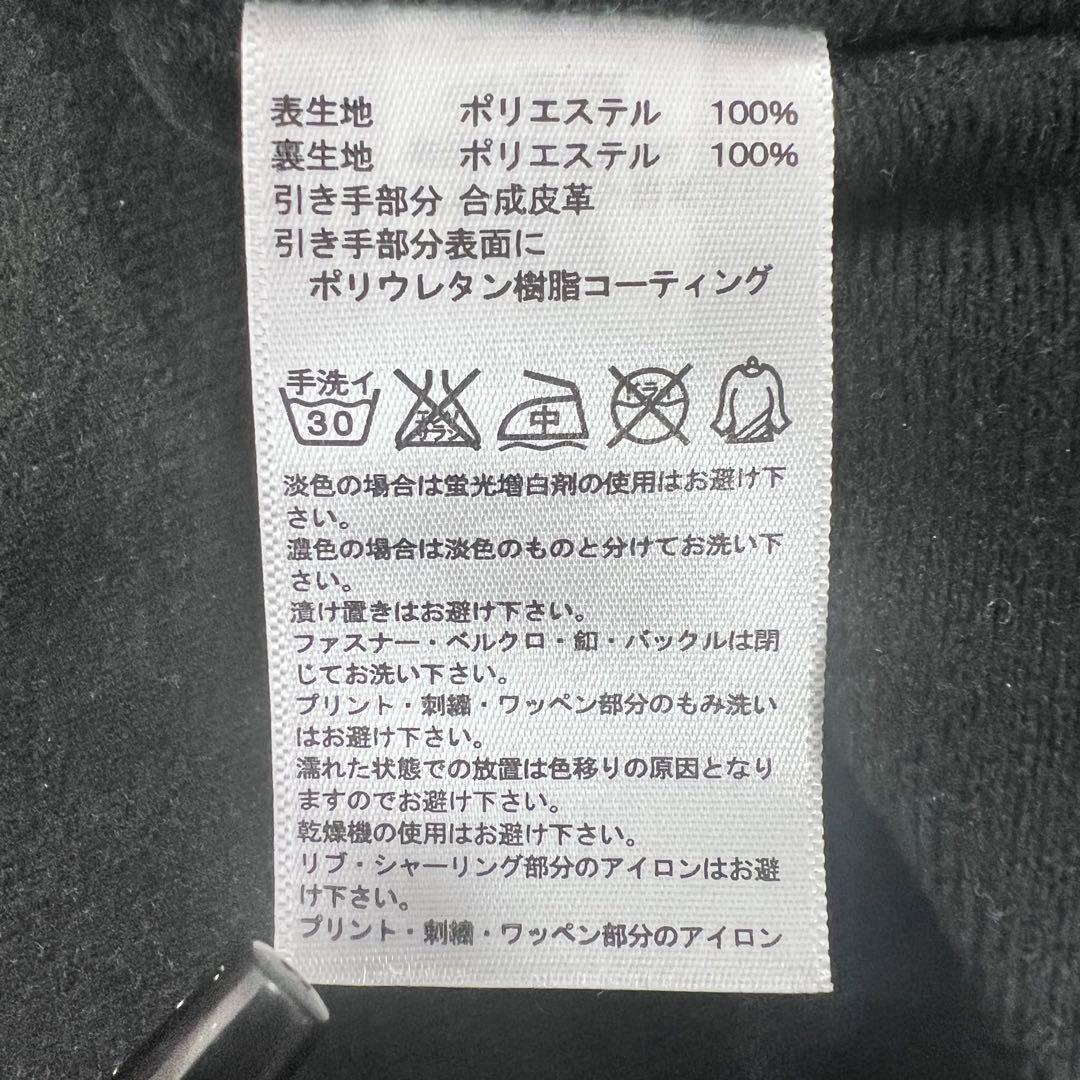 表生地 ポリエステル 100%
裏生地 ポリエステル 100%
引き手部分 合成皮革
引き手部分表面に
ポリウレタン樹脂コーティング
手洗イ
30
エンソ
サラシ
中
ドライ
淡色の場合は蛍光増白剤の使用はお避け下
さい。
濃色の場合は淡色のものと分けてお洗い下
さい。
漬け置きはお避け下さい。
ファスナー・ベルクロ・釦・バックルは閉
じてお洗い下さい。
プリント・刺繍・ワッペン部分のもみ洗い
はお避け下さい。
濡れた状態での放置は色移りの原因となり
ますのでお避け下さい。
乾燥機の使用はお避け下さい。
リブ・シャーリング部分のアイロンはお避
け下さい。
プリント・刺繍・ワッペン部分のアイロン